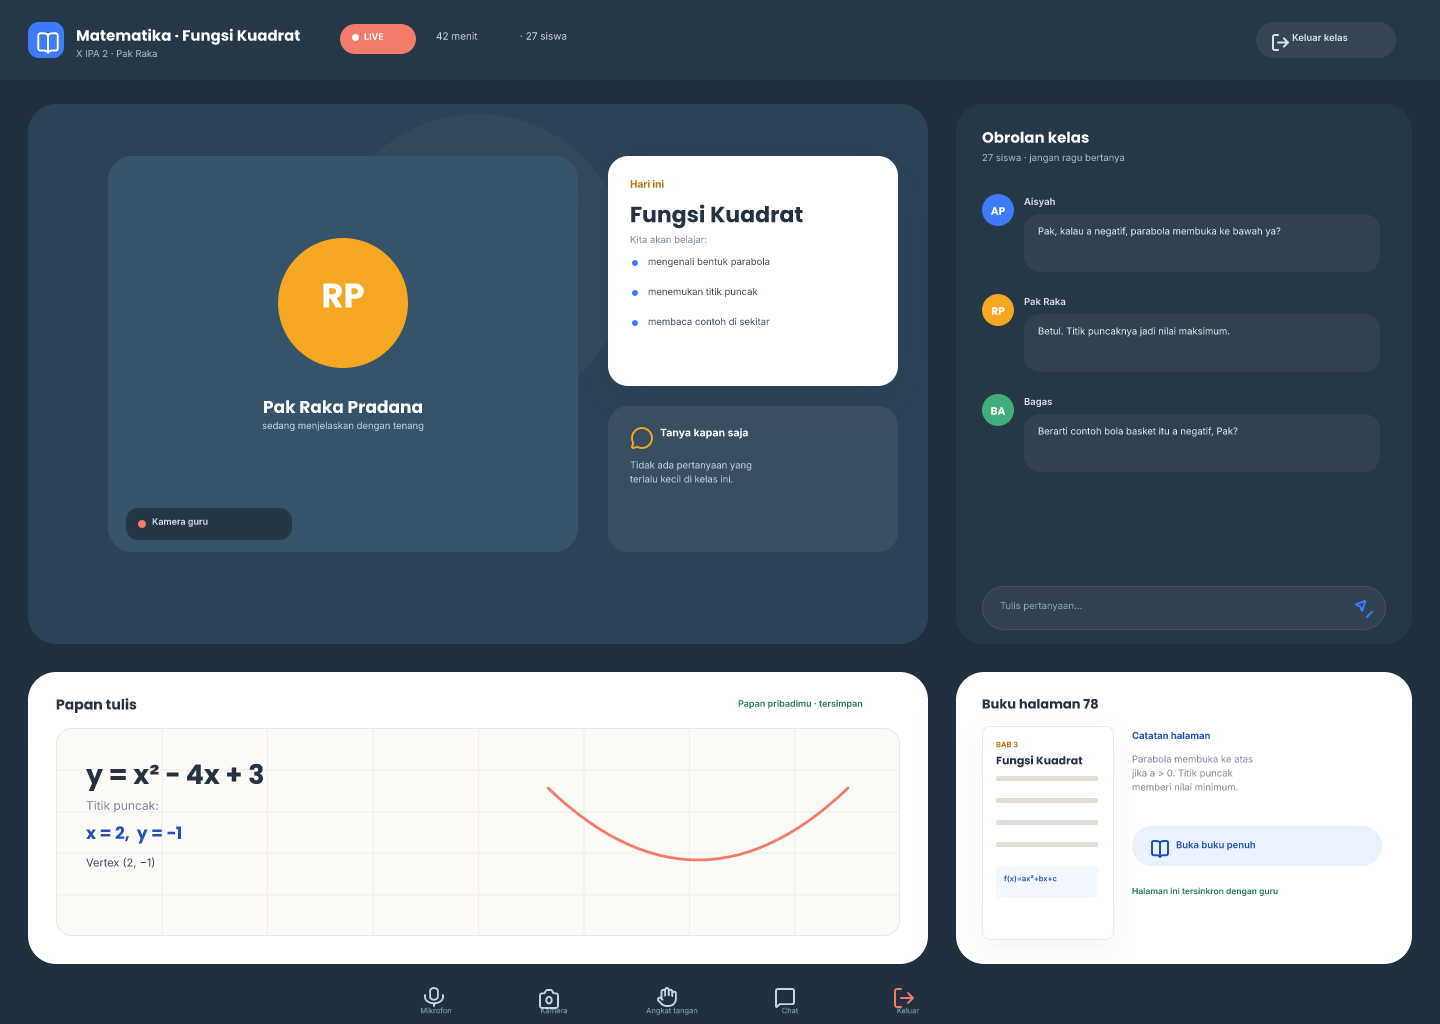 Matematika · Fungsi Kuadrat
X IPA 2 · Pak Raka
LIVE
42 menit
· 27 siswa
Keluar kelas
RP
Pak Raka Pradana
sedang menjelaskan dengan tenang
Kamera guru
Hari ini
Fungsi Kuadrat
Kita akan belajar:
mengenali bentuk parabola
menemukan titik puncak
membaca contoh di sekitar
Tanya kapan saja
Tidak ada pertanyaan yang
terlalu kecil di kelas ini.
Obrolan kelas
27 siswa · jangan ragu bertanya
AP
Aisyah
Pak, kalau a negatif, parabola membuka ke bawah ya?
RP
Pak Raka
Betul. Titik puncaknya jadi nilai maksimum.
BA
Bagas
Berarti contoh bola basket itu a negatif, Pak?
Tulis pertanyaan...
Papan tulis
Papan pribadimu · tersimpan
y = x² − 4x + 3
Titik puncak:
x = 2, y = −1
Vertex (2, −1)
Buku halaman 78
BAB 3
Fungsi Kuadrat
f(x)=ax²+bx+c
Catatan halaman
Parabola membuka ke atas
jika a > 0. Titik puncak
memberi nilai minimum.
Buka buku penuh
Halaman ini tersinkron dengan guru
Mikrofon
Kamera
Angkat tangan
Chat
Keluar